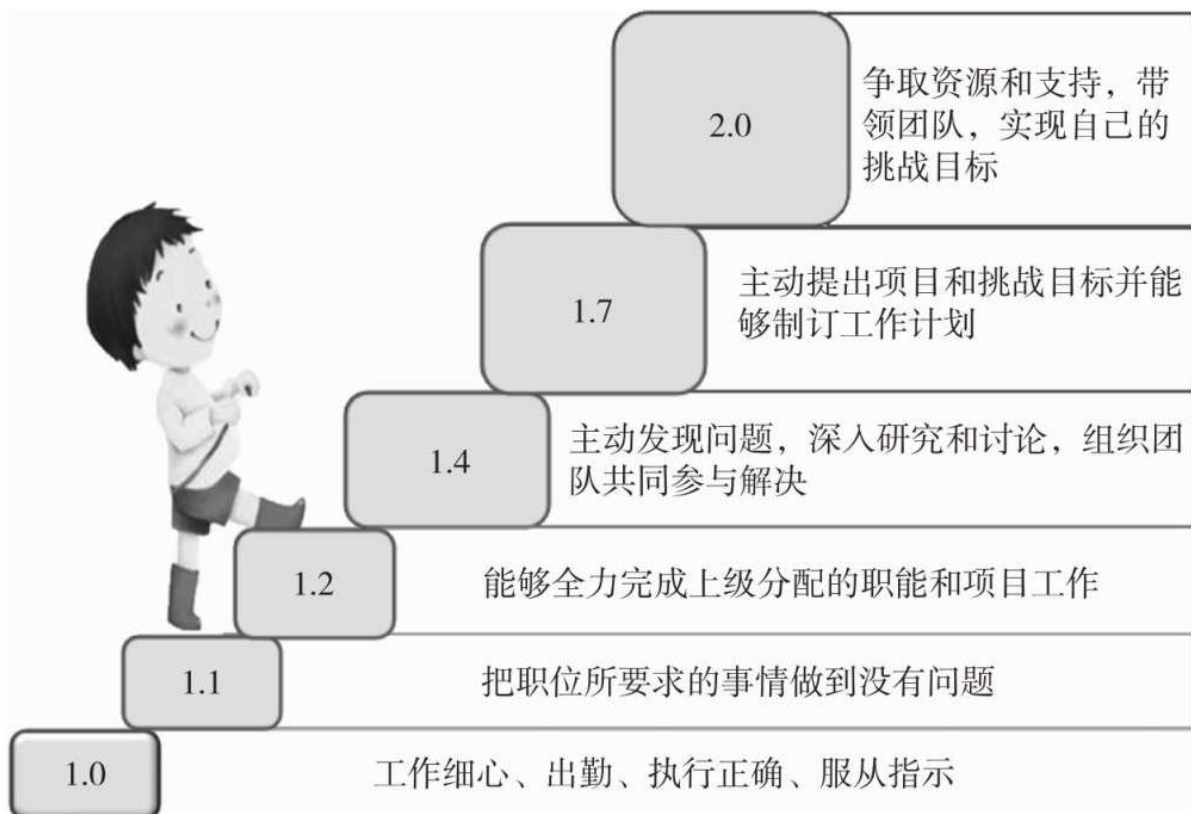 2.0
争取资源和支持，带
领团队，实现自己的
挑战目标
1.7
主动提出项目和挑战目标并能
够制订工作计划
1.4
主动发现问题，深入研究和讨论，组织团
队共同参与解决
1.2
能够全力完成上级分配的职能和项目工作
1.1
把职位所要求的事情做到没有问题
1.0
工作细心、出勤、执行正确、服从指示